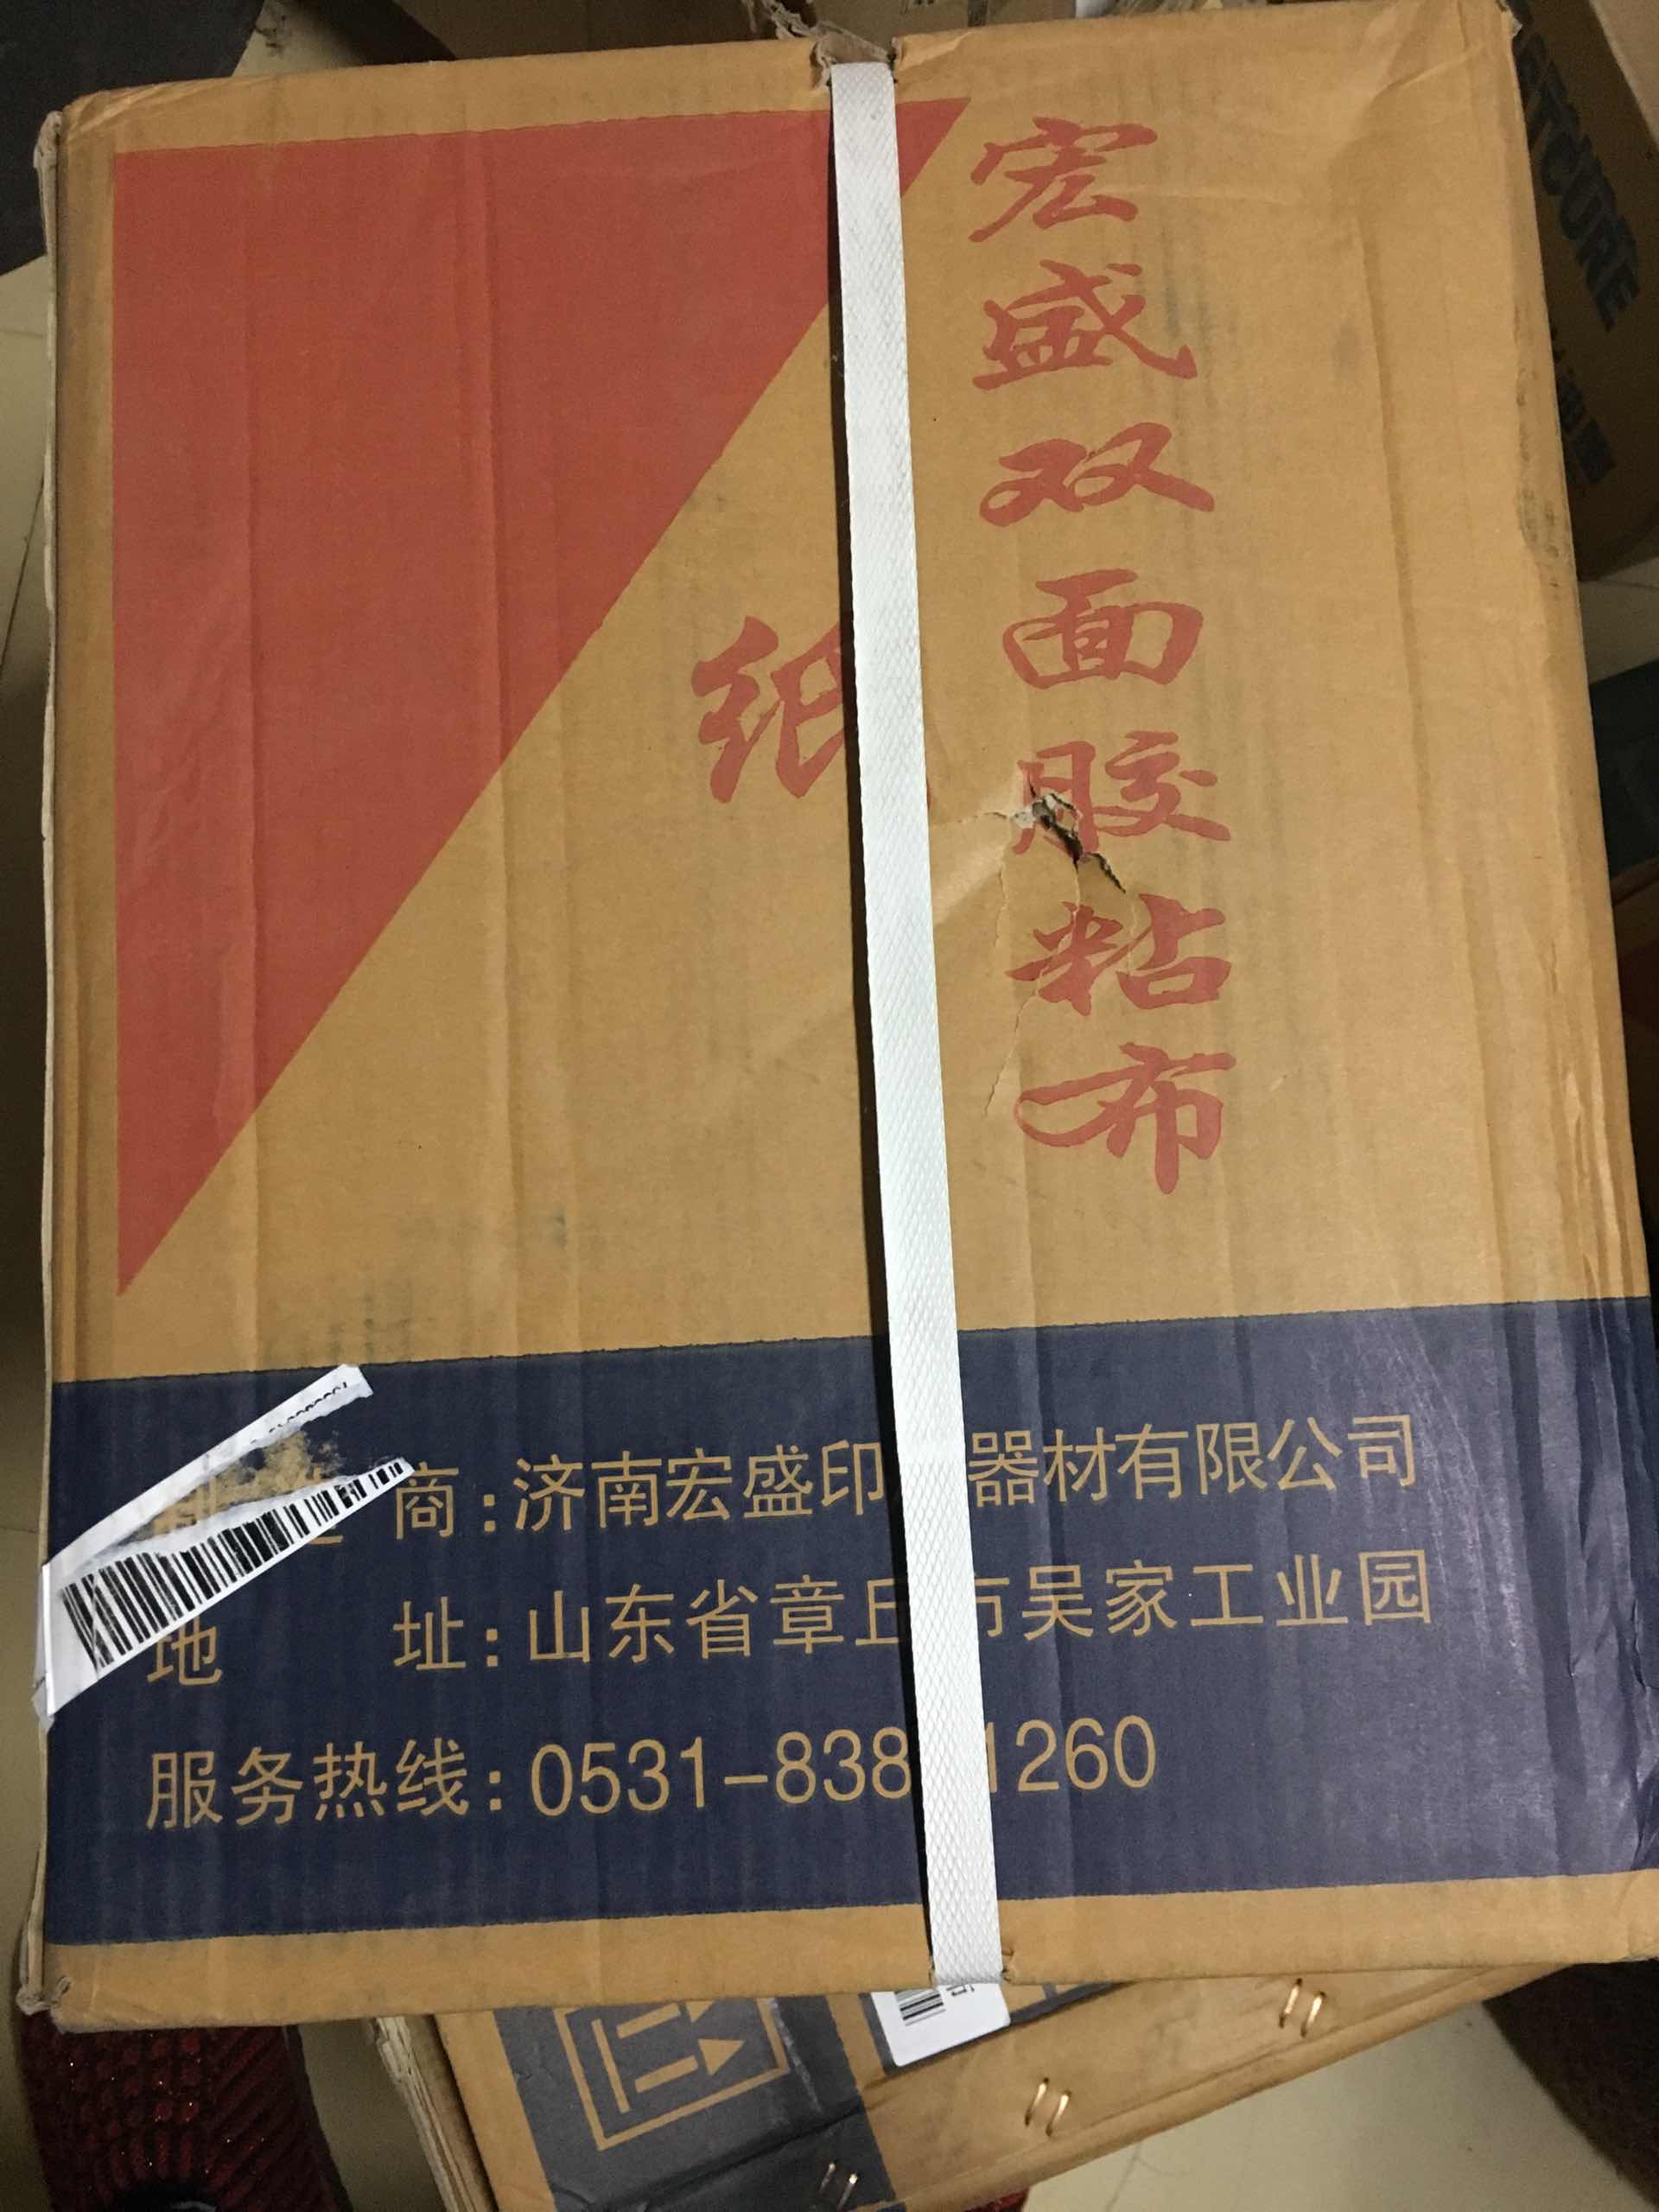 宏盛双面胶粘布
纸
商:济南宏盛印 器材有限公司
地 址:山东省章丘市吴家工业园
服务热线:0531-838 1260
TCURE